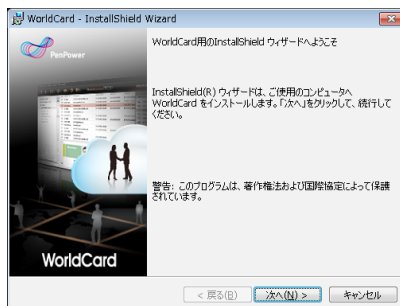 WorldCard - InstallShield Wizard
PenPower
WorldCard用のInstallShield ウィザードへようこそ
InstallShield(R) ウィザードは、ご使用のコンピュータへ
WorldCard をインストールします。「次へ」をクリックして、続行して
ください。
警告: このプログラムは、著作権法および国際協定によって保護
されています。
WorldCard
< 戻る(B)
次へ(N) >
キャンセル